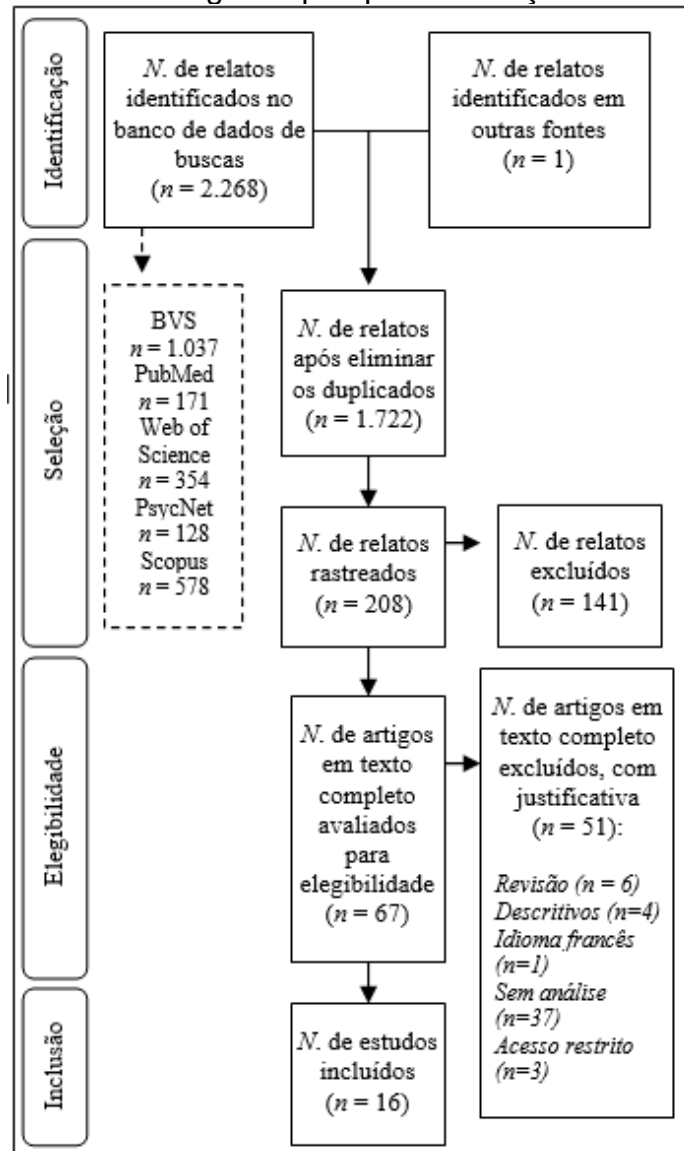 Identificação
N. de relatos
identificados no
banco de dados de
buscas
(n = 2.268)
N. de relatos
identificados em
outras fontes
(n = 1)
Seleção
BVS
n = 1.037
PubMed
n = 171
Web of
Science
n = 354
PsycNet
n = 128
Scopus
n = 578
N. de relatos
após eliminar
os duplicados
(n = 1.722)
N. de relatos
rastreados
(n = 208)
N. de relatos
excluídos
(n = 141)
Elegibilidade
N. de artigos
em texto
completo
avaliados
para
elegibilidade
(n = 67)
N. de artigos em
texto completo
excluídos, com
justificativa
(n = 51):
Revisão (n = 6)
Descritivos (n=4)
Idioma francês
(n=1)
Sem análise
(n=37)
Acesso restrito
(n=3)
Inclusão
N. de estudos
incluídos
(n = 16)